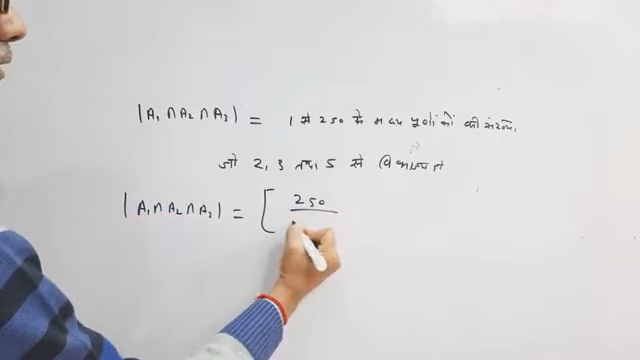 |A₁ ∩ A₂ ∩ A₃| = 1 से 250 के मध्य पूर्णांकों की संख्या,
जो 2, 3 तथा 5 से विभाज्य है
|A₁ ∩ A₂ ∩ A₃| = [ 250